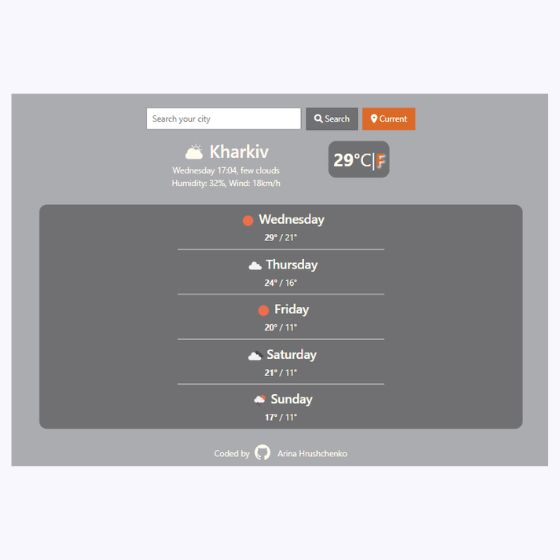 Search your city
Search
Current
Kharkiv
Wednesday 17:04, few clouds
Humidity: 32%, Wind: 18km/h
29°C|F
Wednesday
29° / 21°
Thursday
24° / 16°
Friday
20° / 11°
Saturday
21° / 11°
Sunday
17° / 11°
Coded by Arina Hrushchenko